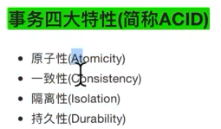 事务四大特性(简称ACID)
原子性(Atomicity)
一致性(Consistency)
隔离性(Isolation)
持久性(Durability)